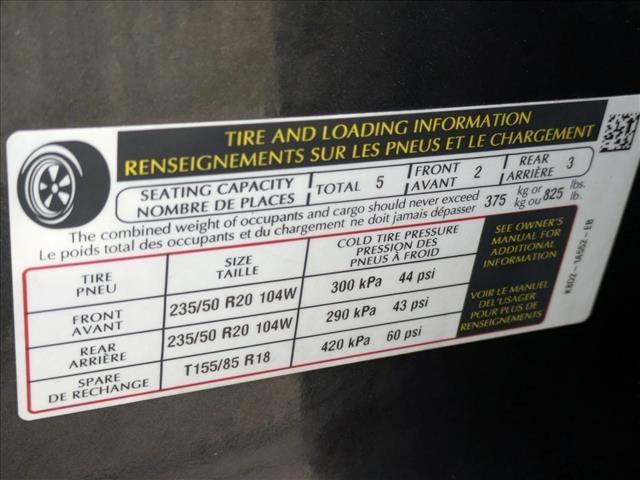 TIRE AND LOADING INFORMATION
RENSEIGNEMENTS SUR LES PNEUS ET LE CHARGEMENT
SEATING CAPACITY
NOMBRE DE PLACES
TOTAL 5
FRONT
AVANT 2
REAR
ARRIÈRE 3
The combined weight of occupants and cargo should never exceed 375 kg or 825 lbs.
Le poids total des occupants et du chargement ne doit jamais dépasser kg ou lb.
TIRE
PNEU
SIZE
TAILLE
COLD TIRE PRESSURE
PRESSION DES
PNEUS À FROID
FRONT
AVANT
235/50 R20 104W
300 kPa 44 psi
REAR
ARRIÈRE
235/50 R20 104W
290 kPa 43 psi
SPARE
DE RECHANGE
T155/85 R18
420 kPa 60 psi
SEE OWNER'S
MANUAL FOR
ADDITIONAL
INFORMATION
VOIR LE MANUEL
DE L'USAGER
POUR PLUS DE
RENSEIGNEMENTS
K8D2-1A552-EB